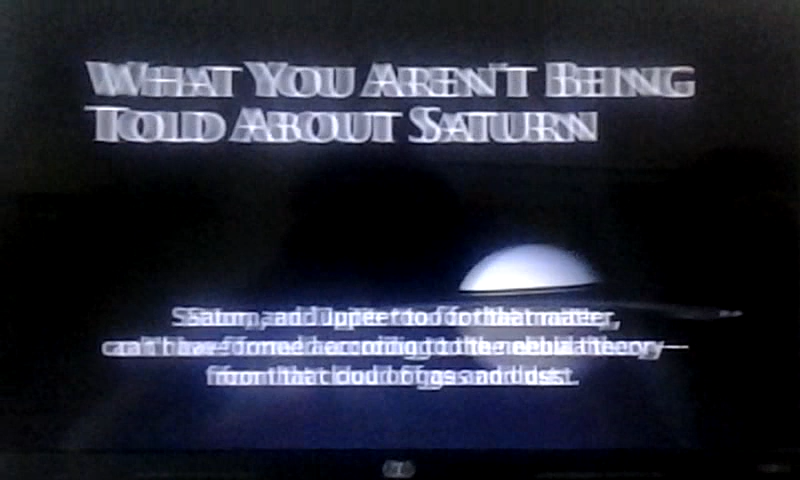 WHAT YOU AREN'T BEING
TOLD ABOUT SATURN
Saturn, and Jupiter too for that matter,
can't have formed according to the nebula theory—
from that cloud of gas and dust.